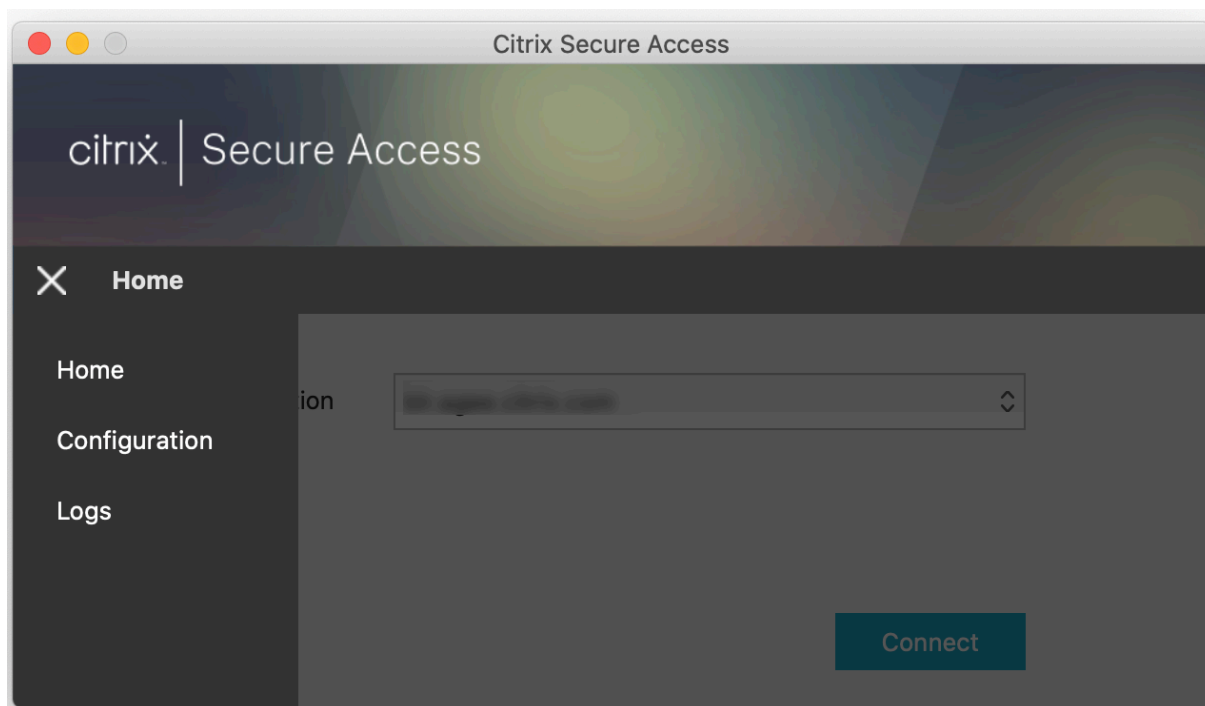 Citrix Secure Access
citrix. | Secure Access
Home
Home
ion
Configuration
Logs
Connect